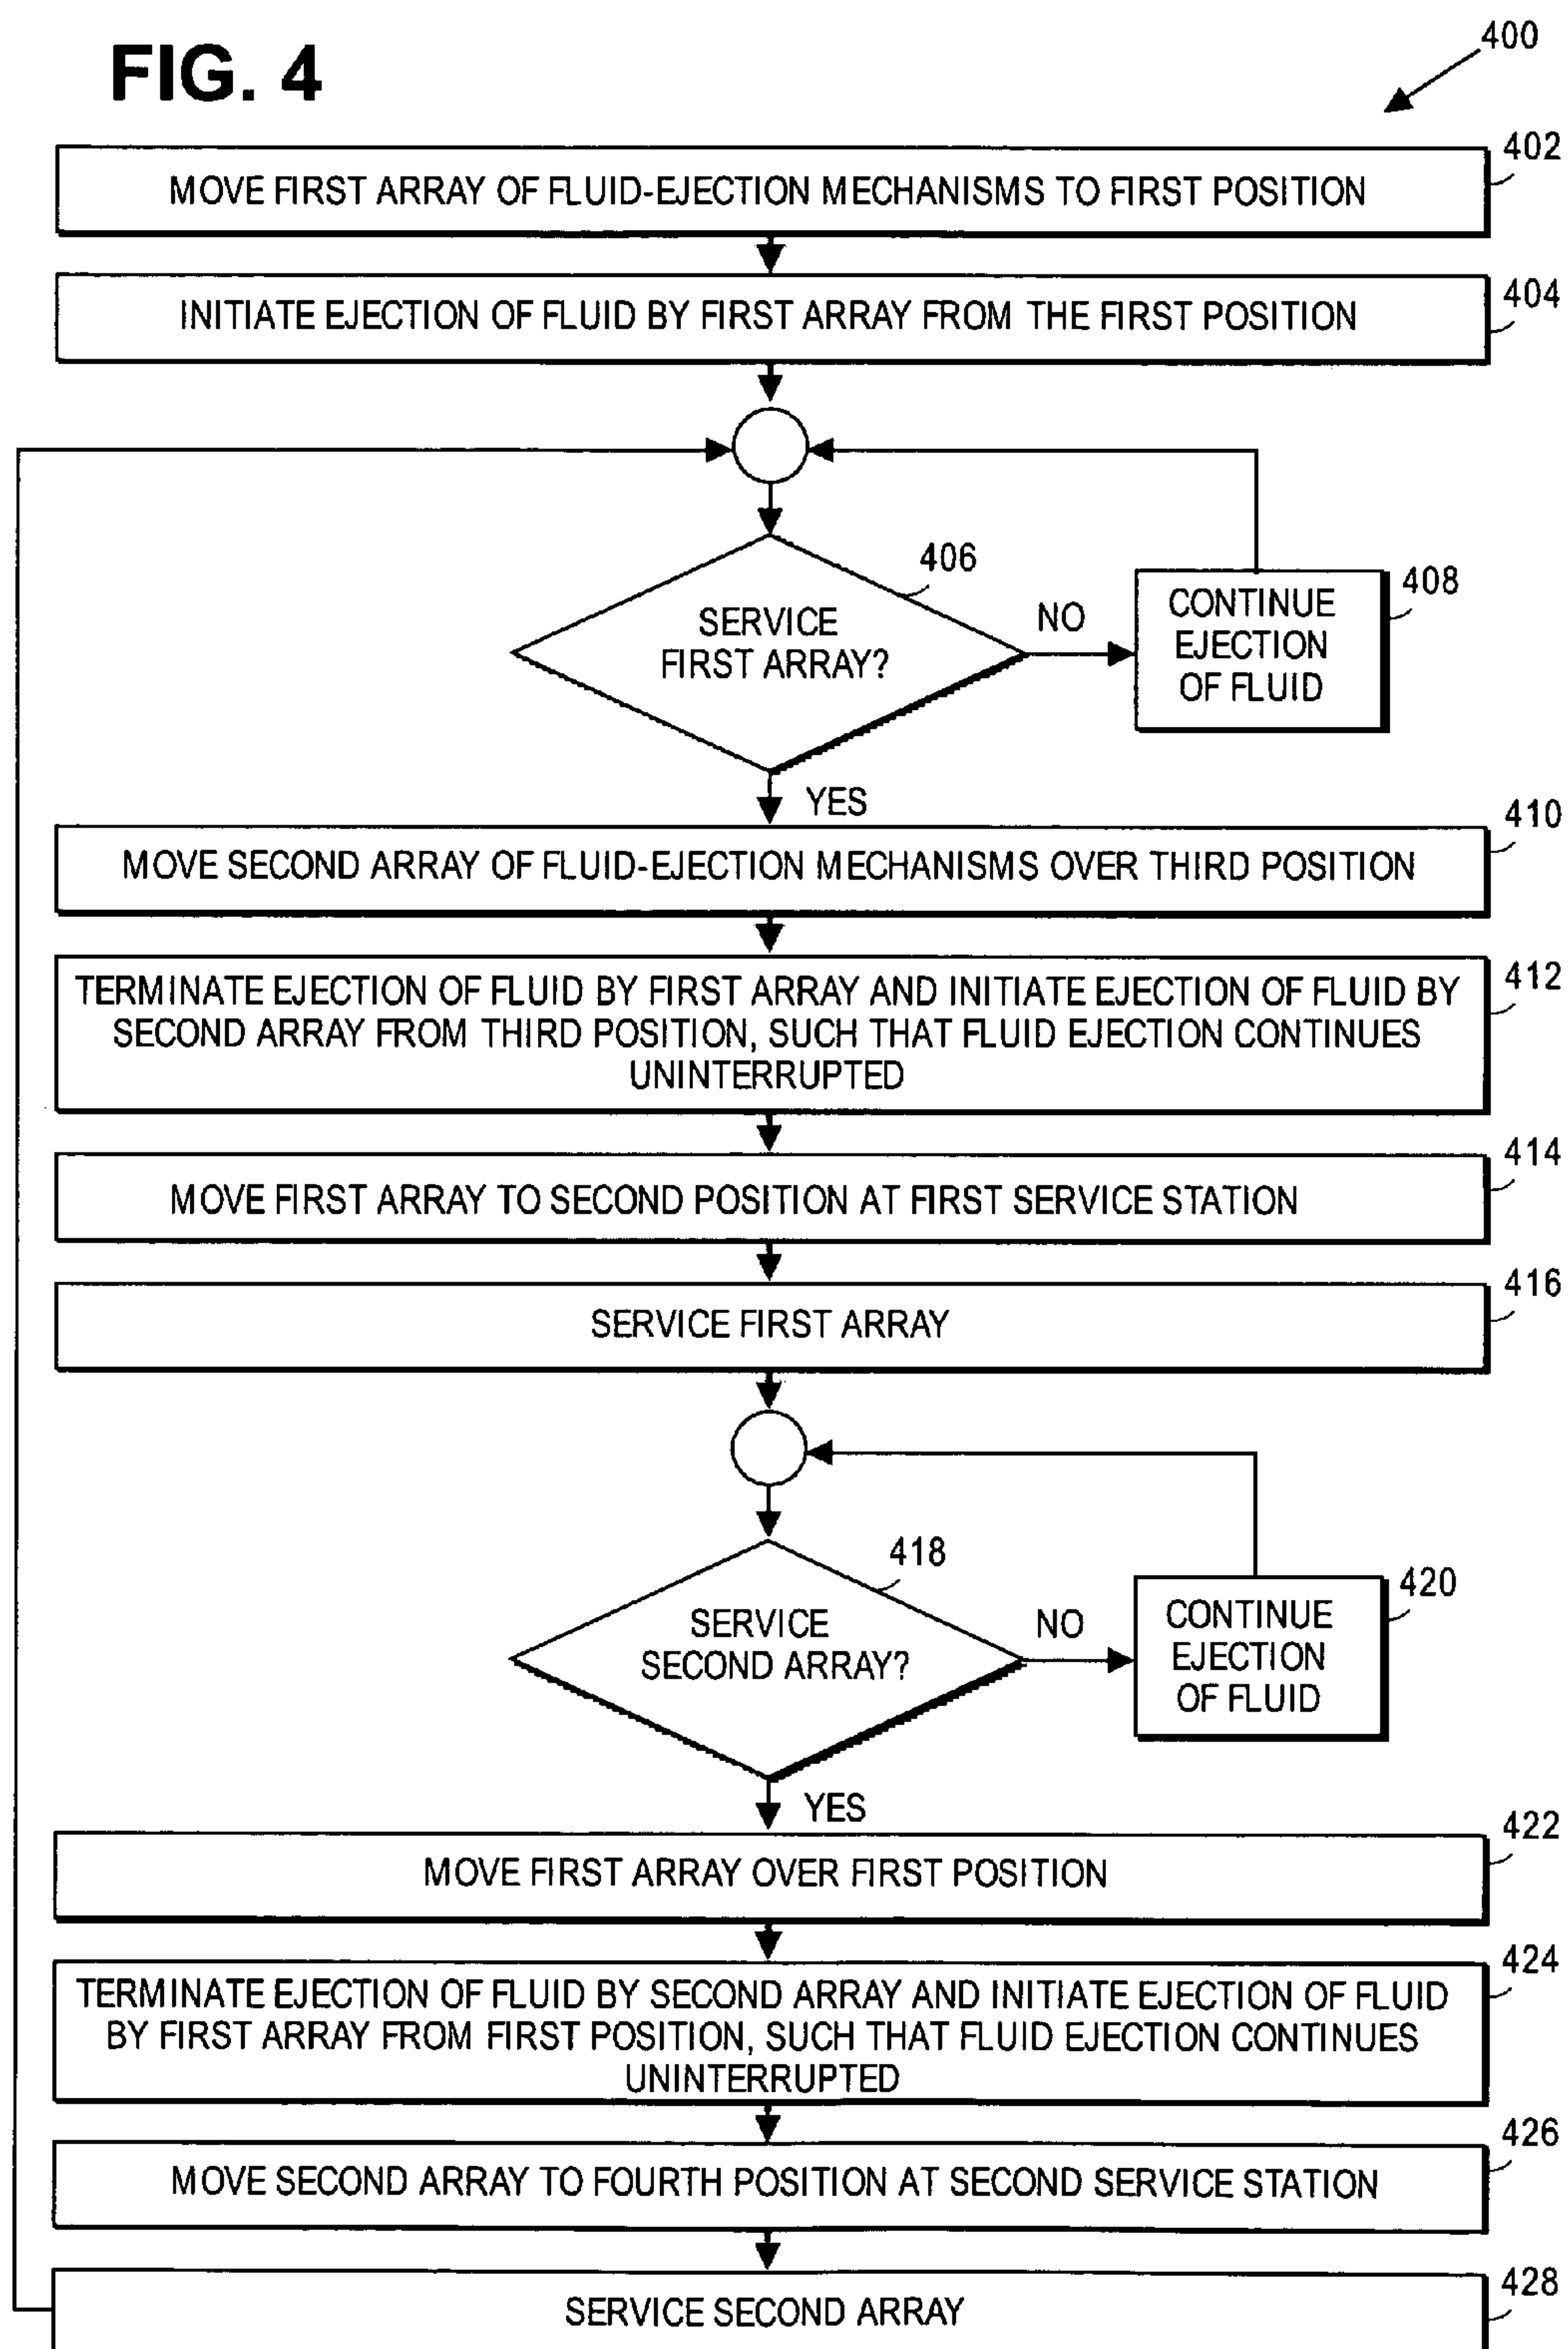 FIG. 4
400
402
MOVE FIRST ARRAY OF FLUID-EJECTION MECHANISMS TO FIRST POSITION
404
INITIATE EJECTION OF FLUID BY FIRST ARRAY FROM THE FIRST POSITION
406
SERVICE
FIRST ARRAY?
NO
408
CONTINUE
EJECTION
OF FLUID
YES
410
MOVE SECOND ARRAY OF FLUID-EJECTION MECHANISMS OVER THIRD POSITION
412
TERMINATE EJECTION OF FLUID BY FIRST ARRAY AND INITIATE EJECTION OF FLUID BY
SECOND ARRAY FROM THIRD POSITION, SUCH THAT FLUID EJECTION CONTINUES
UNINTERRUPTED
414
MOVE FIRST ARRAY TO SECOND POSITION AT FIRST SERVICE STATION
416
SERVICE FIRST ARRAY
418
SERVICE
SECOND ARRAY?
NO
420
CONTINUE
EJECTION
OF FLUID
YES
422
MOVE FIRST ARRAY OVER FIRST POSITION
424
TERMINATE EJECTION OF FLUID BY SECOND ARRAY AND INITIATE EJECTION OF FLUID
BY FIRST ARRAY FROM FIRST POSITION, SUCH THAT FLUID EJECTION CONTINUES
UNINTERRUPTED
426
MOVE SECOND ARRAY TO FOURTH POSITION AT SECOND SERVICE STATION
428
SERVICE SECOND ARRAY